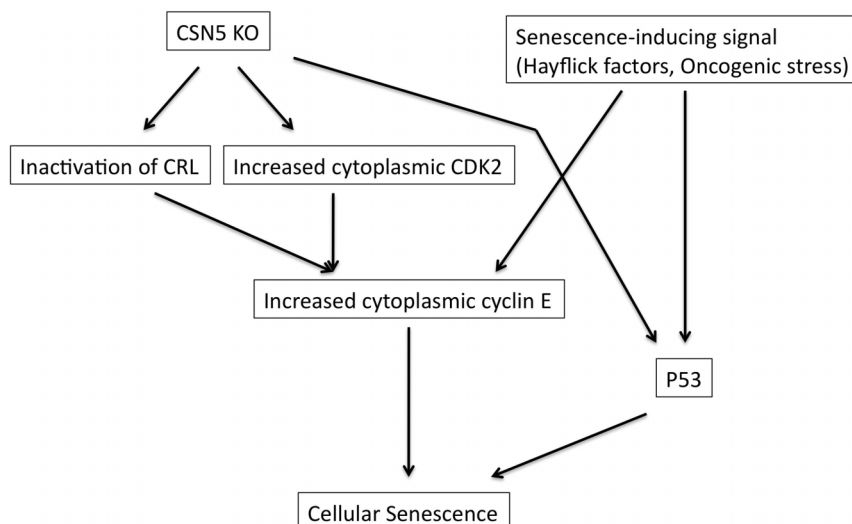 CSN5 KO
Senescence-inducing signal
(Hayflick factors, Oncogenic stress)
Inactivation of CRL
Increased cytoplasmic CDK2
Increased cytoplasmic cyclin E
P53
Cellular Senescence